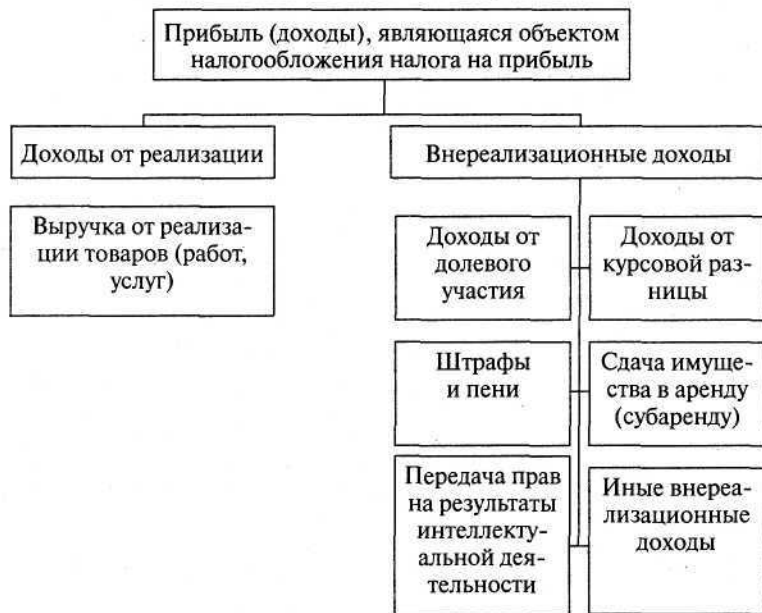 Прибыль (доходы), являющаяся объектом
налогообложения налога на прибыль
Доходы от реализации
Внереализационные доходы
Выручка от реализа-
ции товаров (работ,
услуг)
Доходы от
долевого
участия
Доходы от
курсовой раз-
ницы
Штрафы
и пени
Сдача имуще-
ства в аренду
(субаренду)
Передача прав
на результаты
интеллекту-
альной дея-
тельности
Иные внереа-
лизационные
доходы